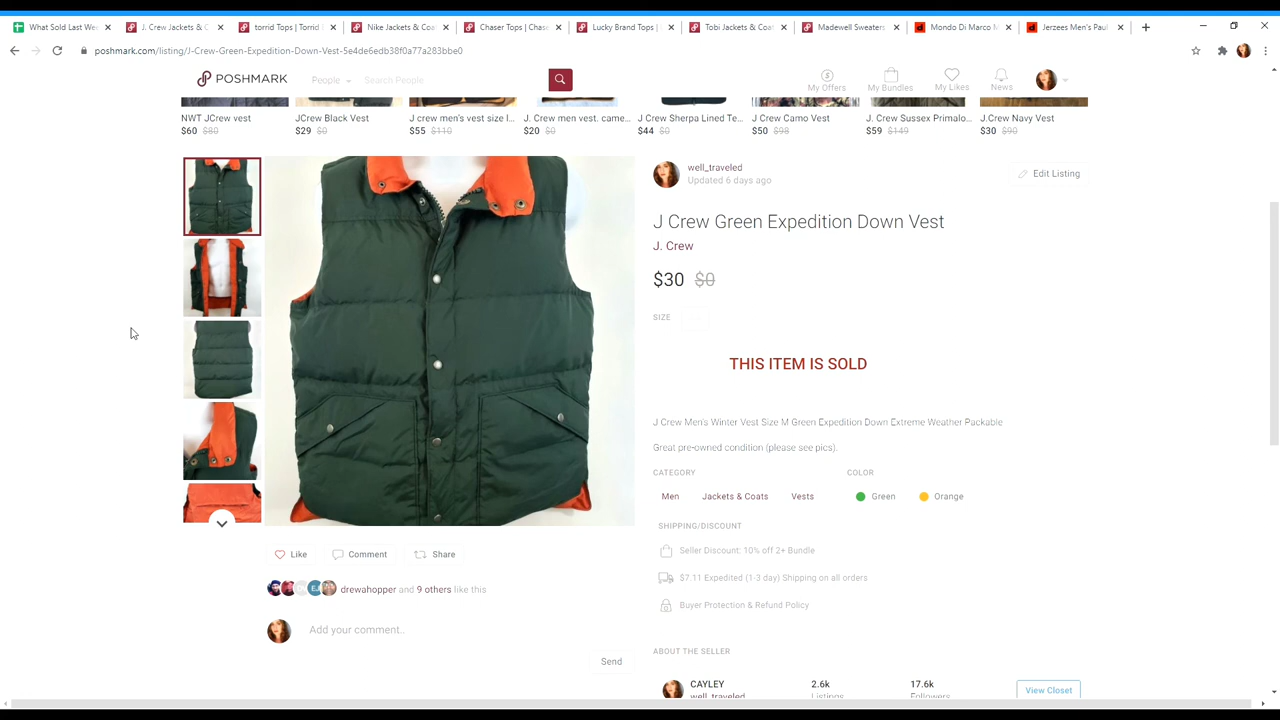 What Sold Last We
J. Crew Jackets & C
torrid Tops | Torrid
Nike Jackets & Coa
Chaser Tops | Chase
Lucky Brand Tops |
Tobi Jackets & Coat
Madewell Sweaters
Mondo Di Marco M
Jerzees Men's Paul
poshmark.com/listing/J-Crew-Green-Expedition-Down-Vest-5e4de6edb38f0a77a283bbe0
POSHMARK
People
Search People
My Offers
My Bundles
My Likes
News
NWT JCrew vest
$60 $80
JCrew Black Vest
$29 $0
J crew men's vest size l...
$55 $110
J. Crew men vest. came...
$20 $0
J Crew Sherpa Lined Te...
$44 $0
J Crew Camo Vest
$50 $98
J. Crew Sussex Primalo...
$59 $149
J.Crew Navy Vest
$30 $90
well_traveled
Updated 6 days ago
Edit Listing
J Crew Green Expedition Down Vest
J. Crew
$30 $0
SIZE
THIS ITEM IS SOLD
J Crew Men's Winter Vest Size M Green Expedition Down Extreme Weather Packable
Great pre-owned condition (please see pics).
CATEGORY
COLOR
Men Jackets & Coats Vests
Green Orange
SHIPPING/DISCOUNT
Seller Discount: 10% off 2+ Bundle
$7.11 Expedited (1-3 day) Shipping on all orders
Buyer Protection & Refund Policy
Like
Comment
Share
drewahopper and 9 others like this
Add your comment..
Send
ABOUT THE SELLER
CAYLEY
well_traveled
2.6k
Listings
17.6k
Followers
View Closet